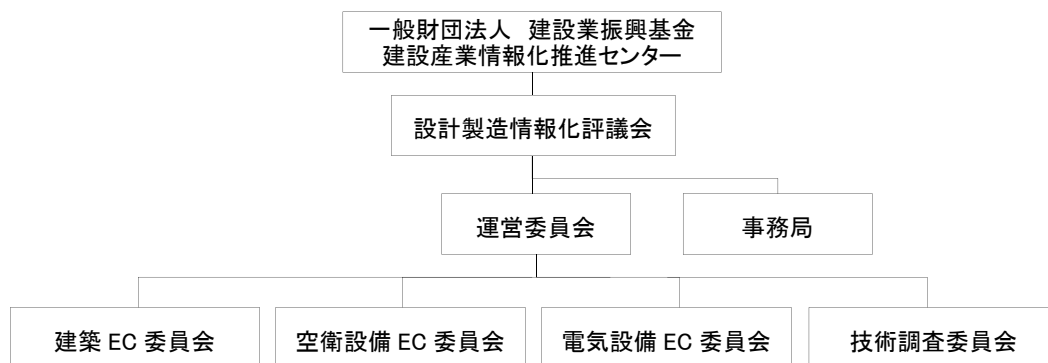 一般財団法人　建設業振興基金
建設産業情報化推進センター
設計製造情報化評議会
運営委員会
事務局
建築 EC 委員会
空衛設備 EC 委員会
電気設備 EC 委員会
技術調査委員会